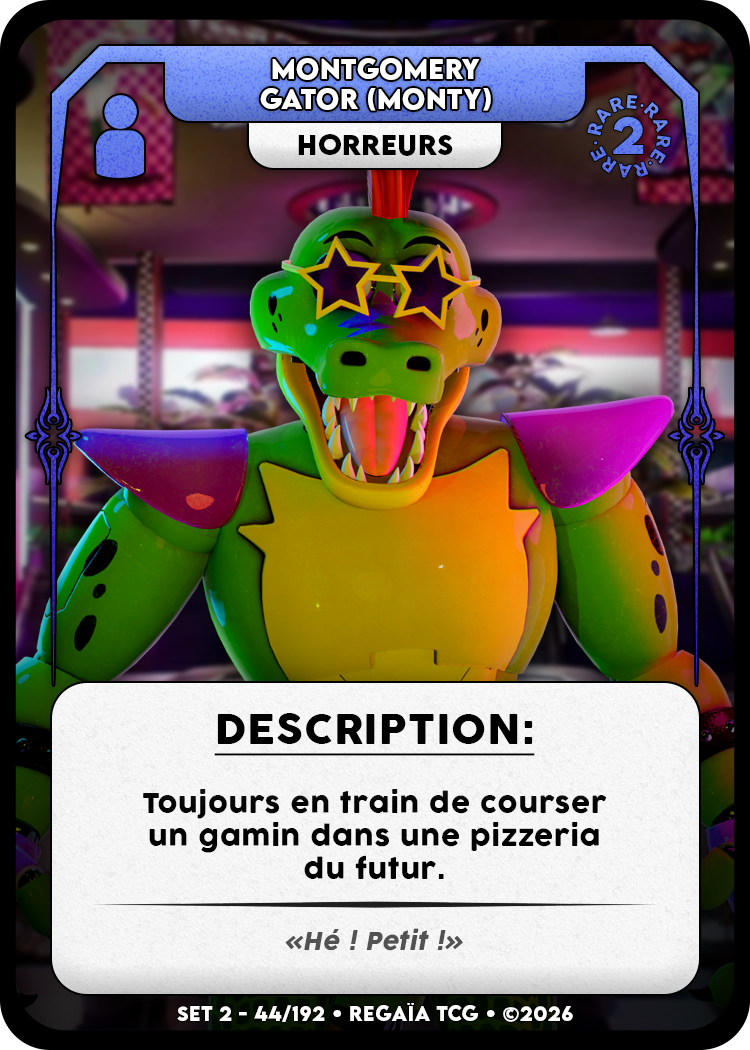 MONTGOMERY
GATOR (MONTY)
HORREURS
RARE·RARE·RARE·RARE·
2
DESCRIPTION:
Toujours en train de courser
un gamin dans une pizzeria
du futur.
«Hé ! Petit !»
SET 2 - 44/192 • REGAÏA TCG • ©2026